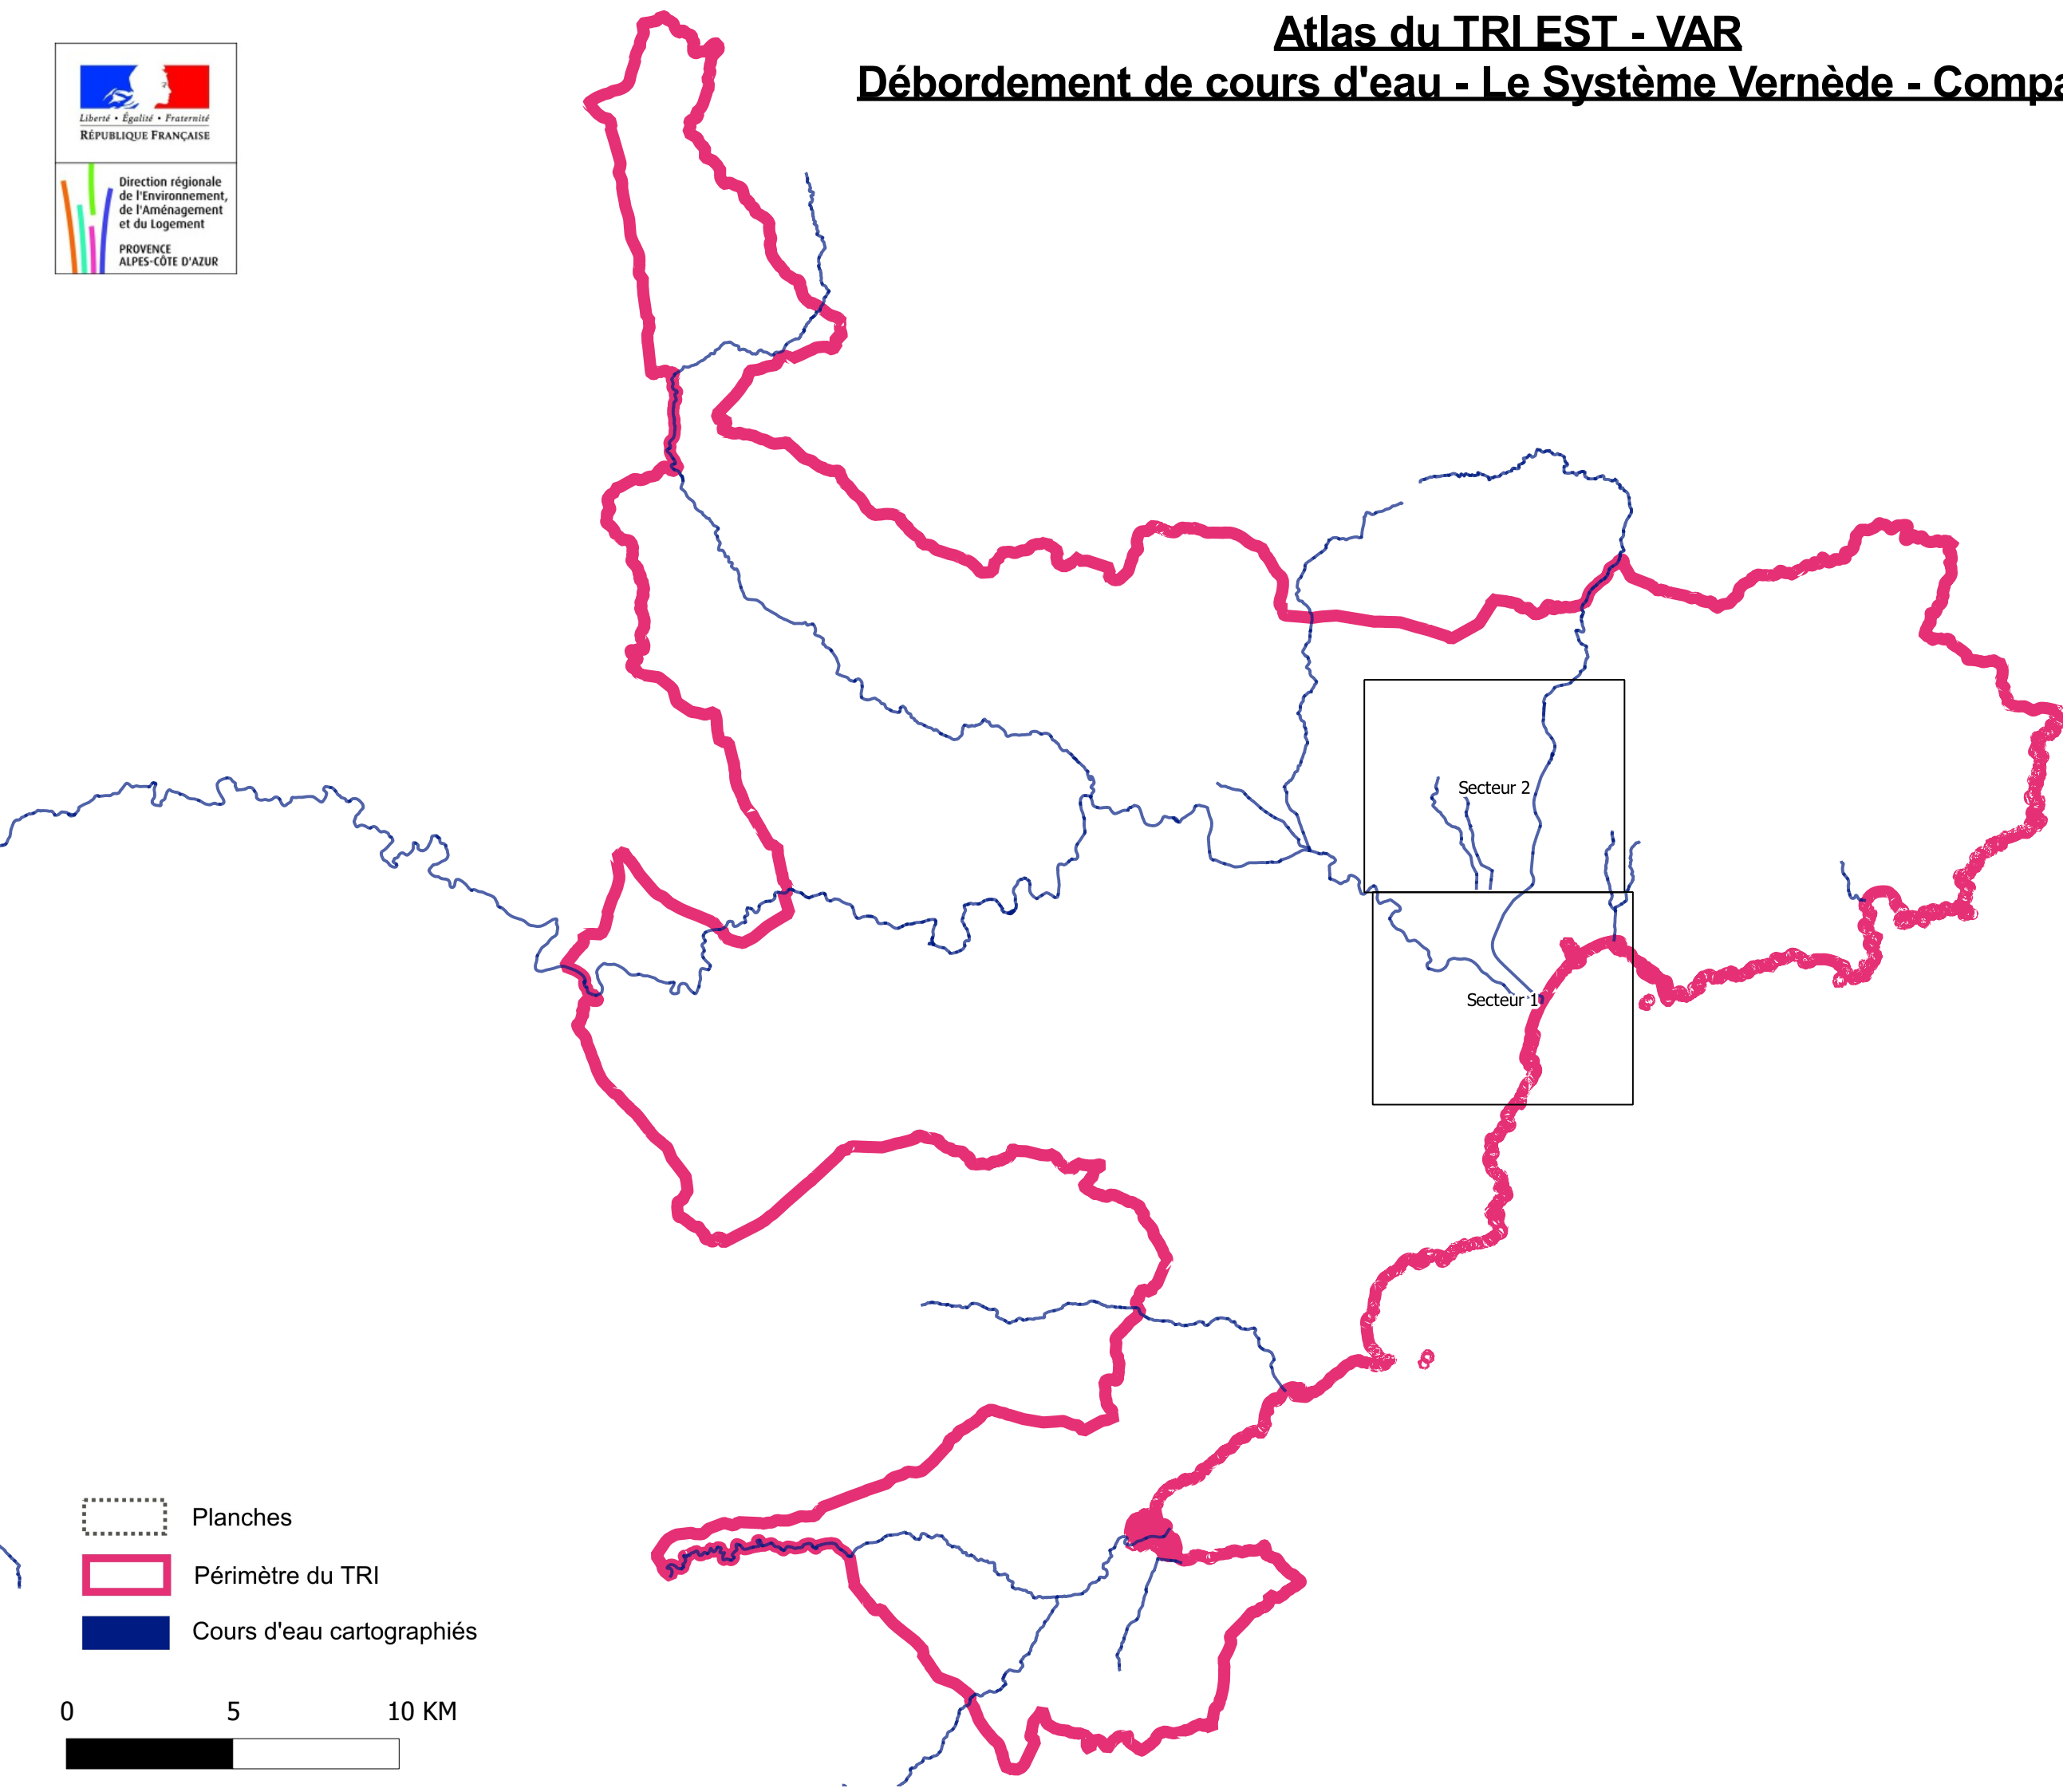 Atlas du TRI EST - VAR
Débordement de cours d'eau - Le Système Vernède - Compa
Liberté • Égalité • Fraternité
RÉPUBLIQUE FRANÇAISE
Direction régionale
de l'Environnement,
de l'Aménagement
et du Logement
PROVENCE
ALPES-CÔTE D'AZUR
Secteur 2
Secteur 1
Planches
Périmètre du TRI
Cours d'eau cartographiés
0 5 10 KM